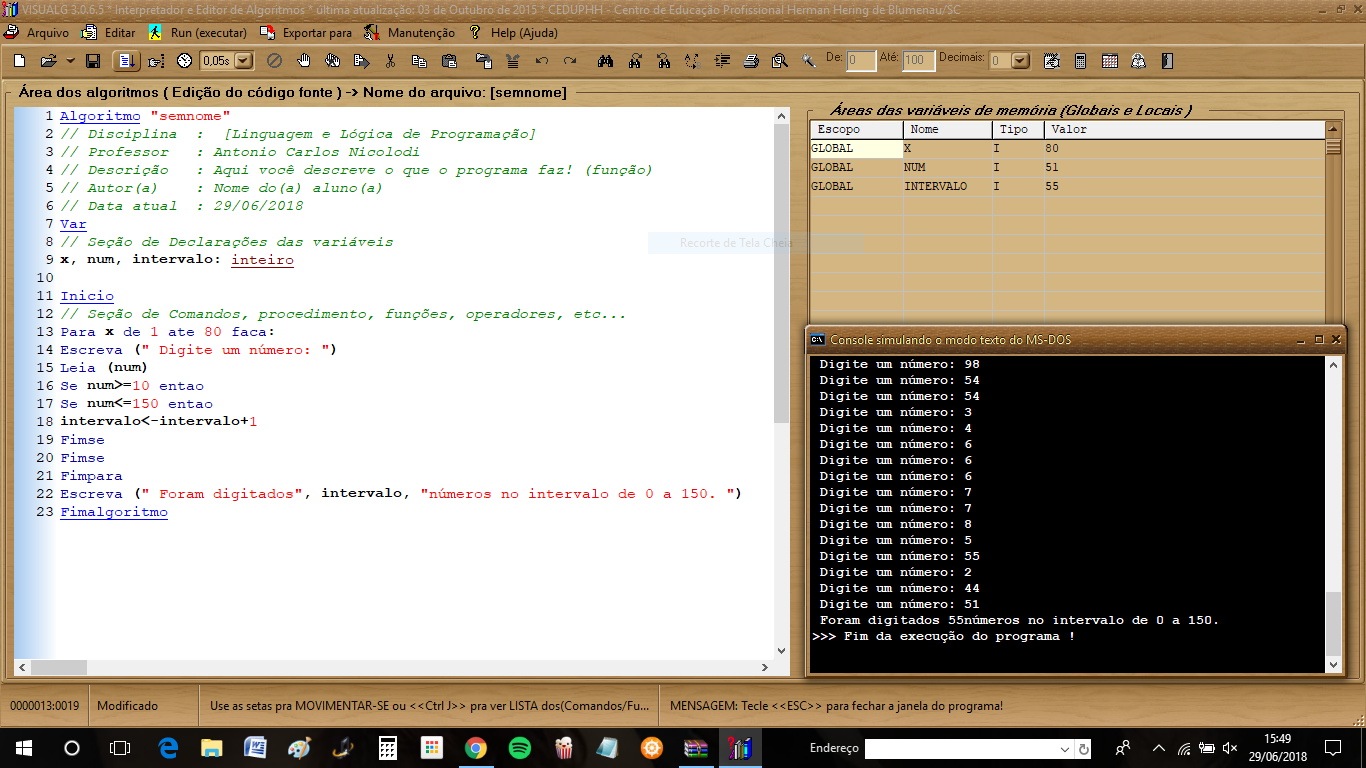 VISUALG 3.0.6.5 * Interpretador e Editor de Algoritmos * última atualização: 03 de Outubro de 2015 * CEDUPHH - Centro de Educação Profissional Herman Hering de Blumenau/SC
Arquivo Editar Run (executar) Exportar para Manutenção Help (Ajuda)
0,05s De: 0 Até: 100 Decimais: 0
Área dos algoritmos ( Edição do código fonte ) -> Nome do arquivo: [semnome]
1 Algoritmo "semnome"
2 // Disciplina  :  [Linguagem e Lógica de Programação]
3 // Professor   : Antonio Carlos Nicolodi
4 // Descrição   : Aqui você descreve o que o programa faz! (função)
5 // Autor(a)    : Nome do(a) aluno(a)
6 // Data atual  : 29/06/2018
7 Var
8 // Seção de Declarações das variáveis
9 x, num, intervalo: inteiro
10
11 Inicio
12 // Seção de Comandos, procedimento, funções, operadores, etc...
13 Para x de 1 ate 80 faca:
14 Escreva (" Digite um número: ")
15 Leia (num)
16 Se num>=10 entao
17 Se num<=150 entao
18 intervalo<-intervalo+1
19 Fimse
20 Fimse
21 Fimpara
22 Escreva (" Foram digitados", intervalo, "números no intervalo de 0 a 150. ")
23 Fimalgoritmo
Recorte de Tela Cheia
Áreas das variáveis de memória (Globais e Locais )
Escopo Nome Tipo Valor
GLOBAL X I 80
GLOBAL NUM I 51
GLOBAL INTERVALO I 55
Console simulando o modo texto do MS-DOS
Digite um número: 98
Digite um número: 54
Digite um número: 54
Digite um número: 3
Digite um número: 4
Digite um número: 6
Digite um número: 6
Digite um número: 6
Digite um número: 7
Digite um número: 7
Digite um número: 8
Digite um número: 5
Digite um número: 55
Digite um número: 2
Digite um número: 44
Digite um número: 51
Foram digitados 55números no intervalo de 0 a 150.
>>> Fim da execução do programa !
0000013:0019 Modificado Use as setas pra MOVIMENTAR-SE ou <<Ctrl J>> pra ver LISTA dos(Comandos/Fu... MENSAGEM: Tecle <<ESC>> para fechar a janela do programa!
Endereço
15:49
29/06/2018